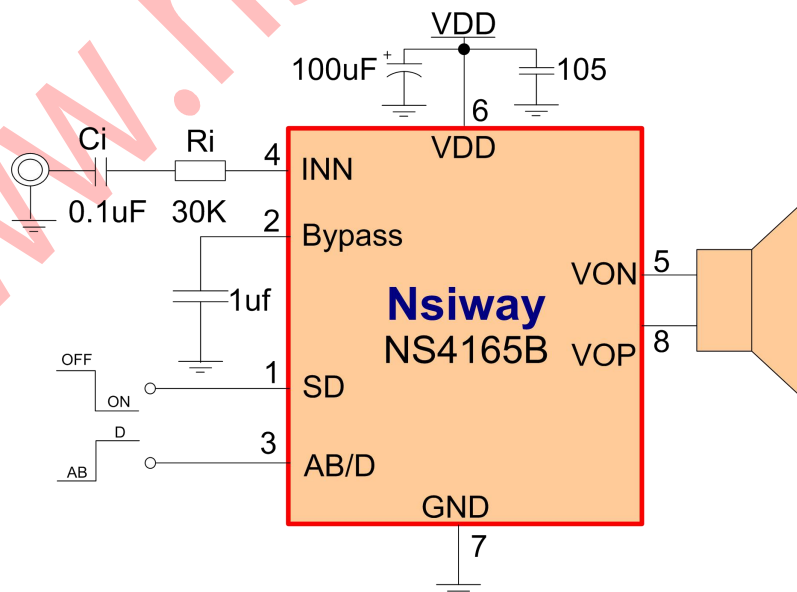 VDD
100uF
+
105
6
VDD
Ci
Ri
4
INN
0.1uF
30K
2
Bypass
1uf
Nsiway
NS4165B
VON
5
VOP
8
OFF
ON
1
SD
D
AB
3
AB/D
GND
7
www.n